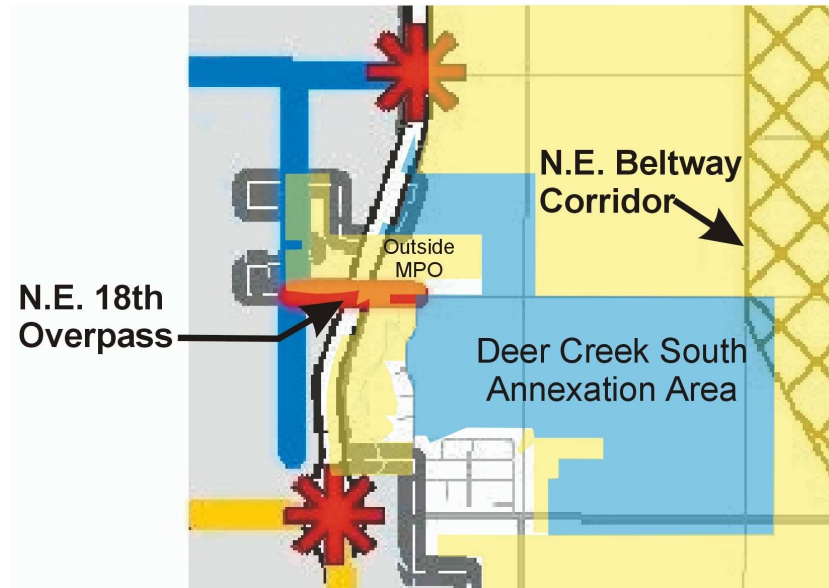 N.E. Beltway
Corridor
Outside
MPO
N.E. 18th
Overpass
Deer Creek South
Annexation Area